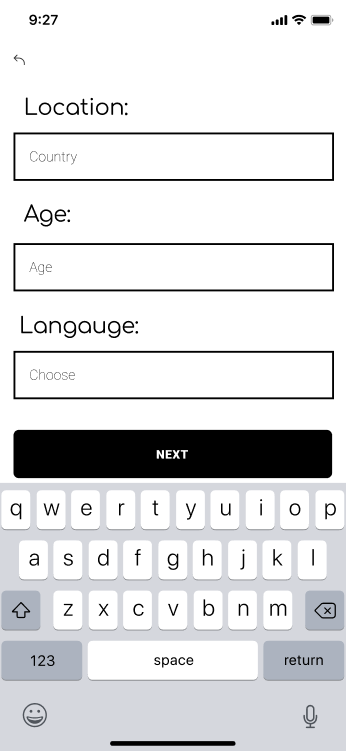 9:27
Location:
Country
Age:
Age
Langauge:
Choose
NEXT
q w e r t y u i o p
a s d f g h j k l
z x c v b n m
123 space return